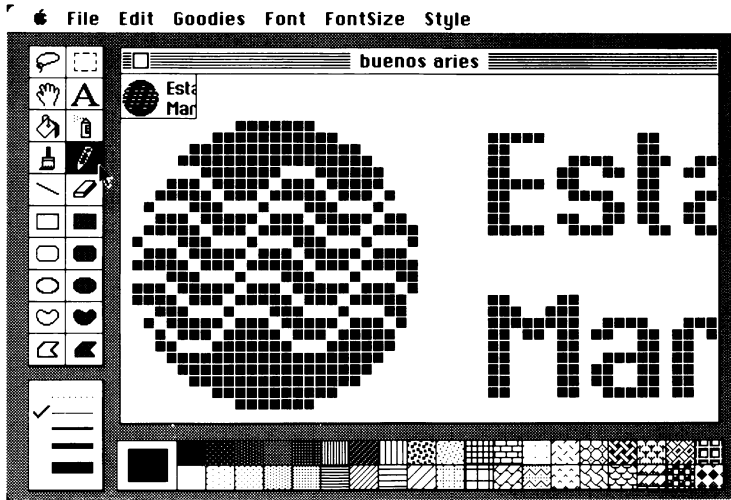 File Edit Goodies Font FontSize Style
buenos aries
A
Esta
Mar
Esta
Mar